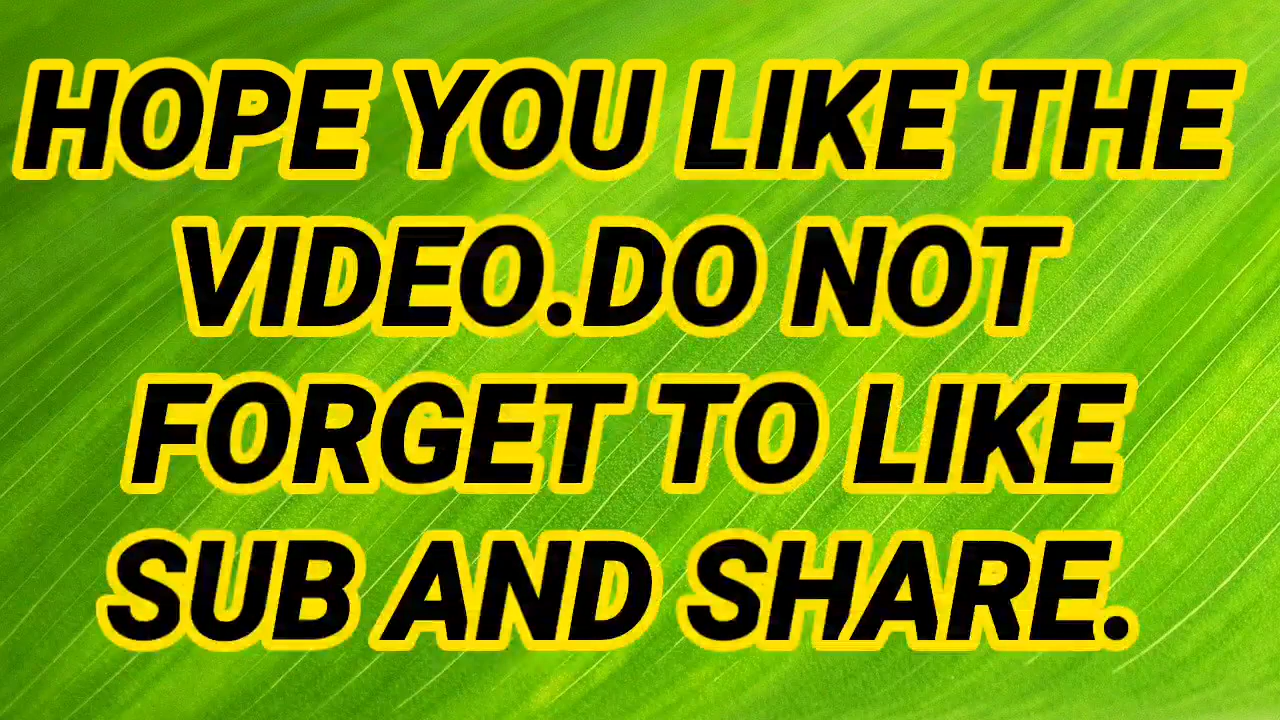 HOPE YOU LIKE THE
VIDEO.DO NOT
FORGET TO LIKE
SUB AND SHARE.